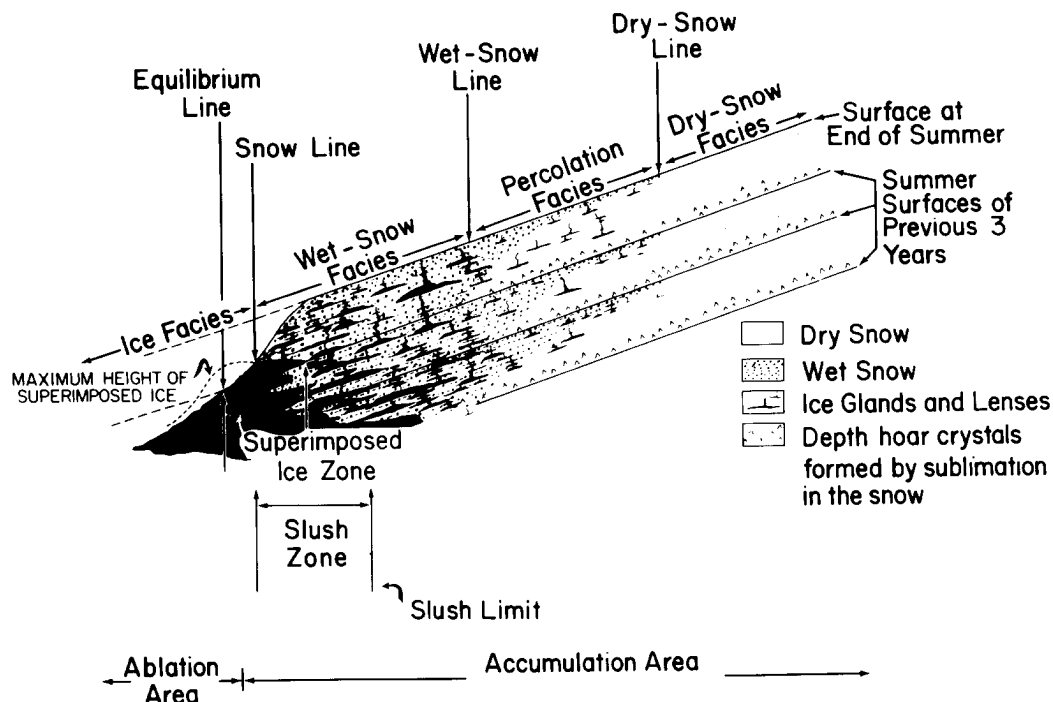 Dry-Snow
Line
Wet-Snow
Line
Equilibrium
Line
Snow Line
Dry-Snow
Facies
Surface at
End of Summer
Percolation
Facies
Summer
Surfaces of
Previous 3
Years
Wet-Snow
Facies
Ice Facies
MAXIMUM HEIGHT OF
SUPERIMPOSED ICE
Dry Snow
Wet Snow
Ice Glands and Lenses
Depth hoar crystals
formed by sublimation
in the snow
Superimposed
Ice Zone
Slush
Zone
Slush Limit
Ablation
Area
Accumulation Area